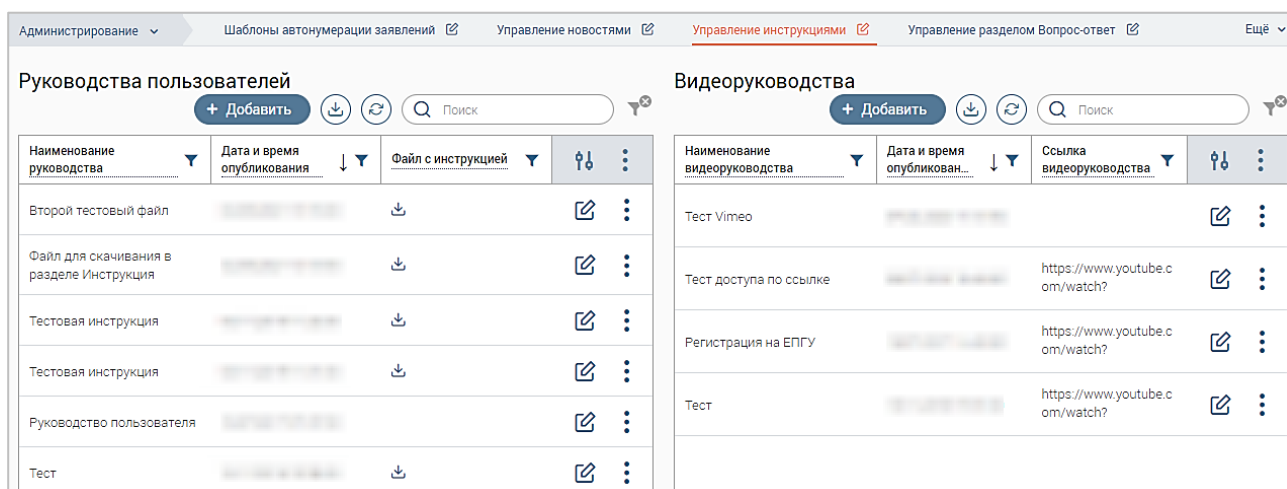 Администрирование
Шаблоны автонумерации заявлений
Управление новостями
Управление инструкциями
Управление разделом Вопрос-ответ
Ещё
Руководства пользователей
+ Добавить
Поиск
Наименование
руководства
Дата и время
опубликования
Файл с инструкцией
Второй тестовый файл
Файл для скачивания в
разделе Инструкция
Тестовая инструкция
Тестовая инструкция
Руководство пользователя
Тест
Видеоруководства
+ Добавить
Поиск
Наименование
видеоруководства
Дата и время
опубликован...
Ссылка
видеоруководства
Тест Vimeo
Тест доступа по ссылке
https://www.youtube.c
om/watch?
Регистрация на ЕПГУ
https://www.youtube.c
om/watch?
Тест
https://www.youtube.c
om/watch?